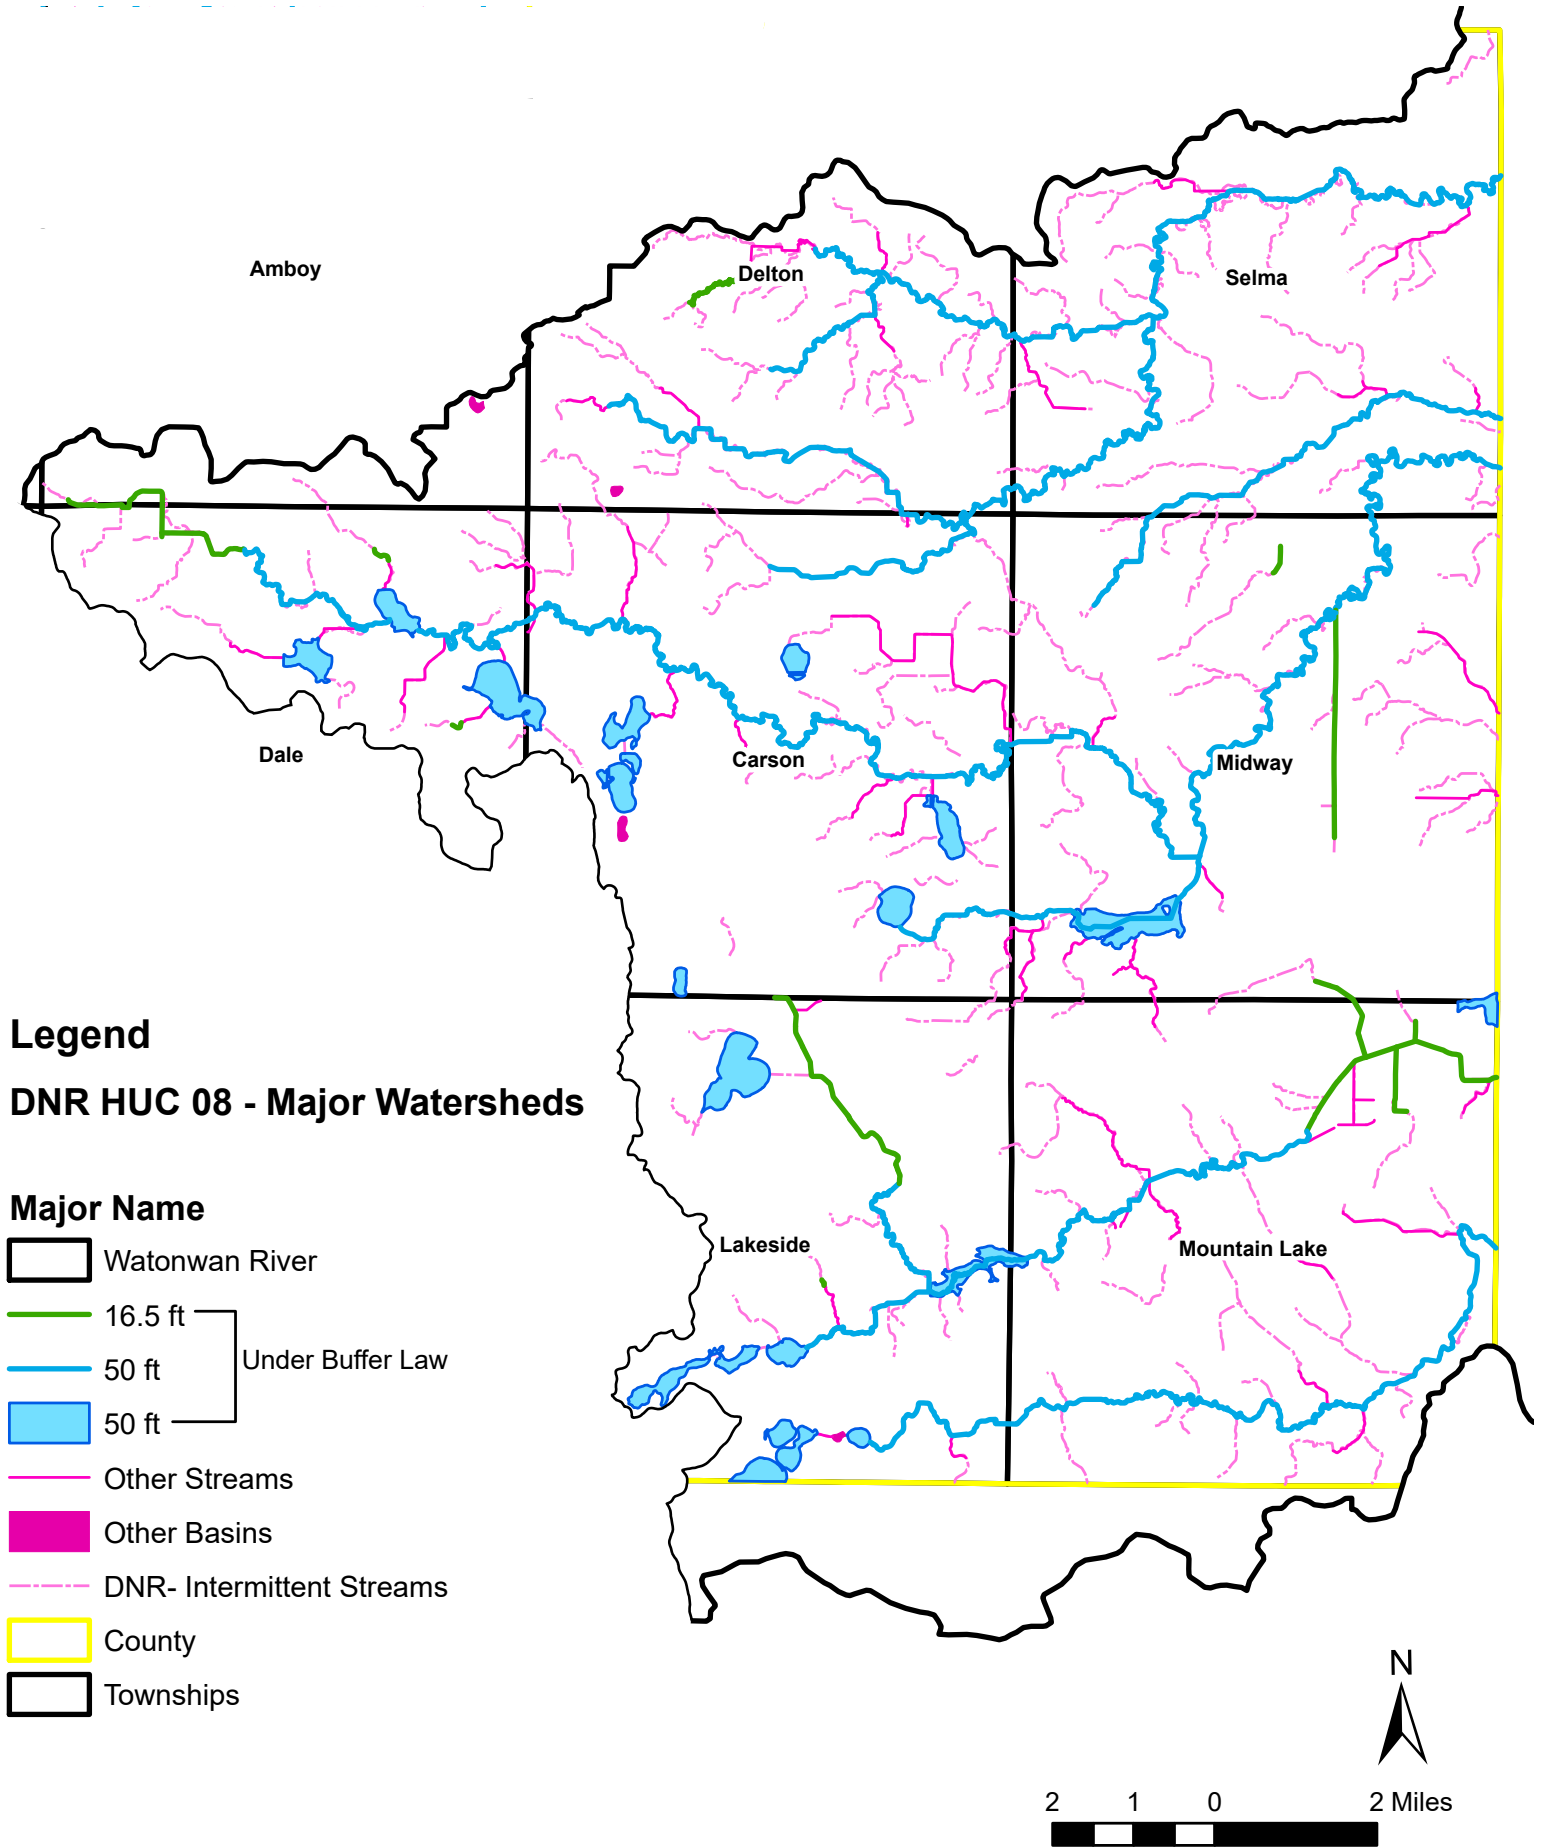 Amboy
Delton
Selma
Dale
Carson
Midway
Lakeside
Mountain Lake
Legend
DNR HUC 08 - Major Watersheds
Major Name
Watonwan River
16.5 ft
50 ft
Under Buffer Law
50 ft
Other Streams
Other Basins
DNR- Intermittent Streams
County
Townships
N
2 1 0 2 Miles